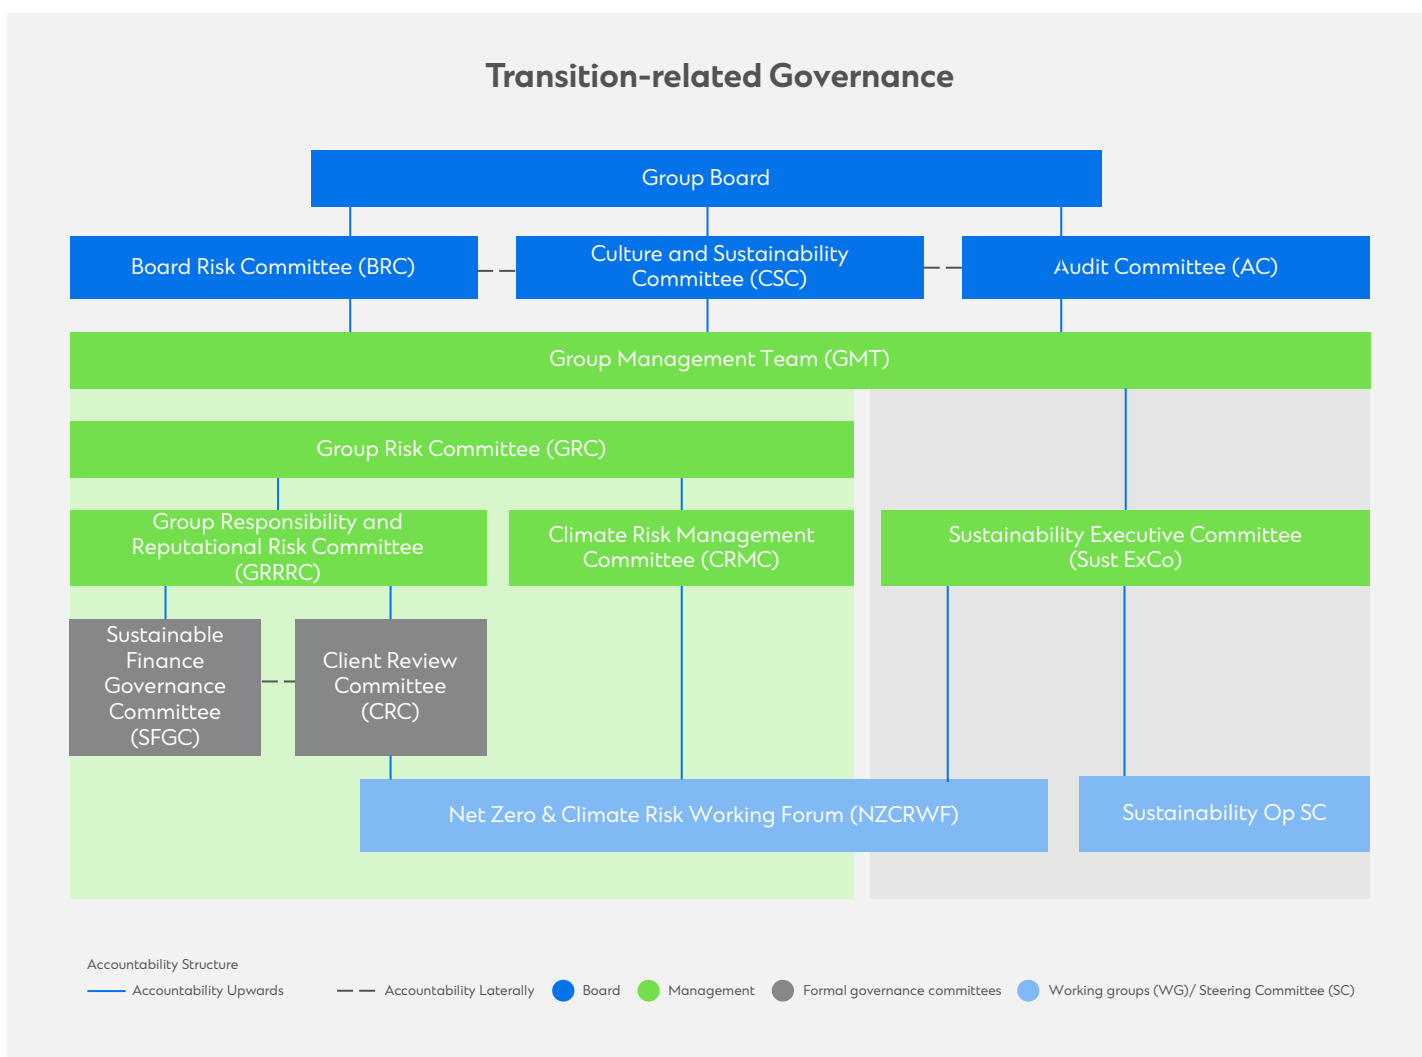 Transition-related Governance
Group Board
Board Risk Committee (BRC)
Culture and Sustainability
Committee (CSC)
Audit Committee (AC)
Group Management Team (GMT)
Group Risk Committee (GRC)
Group Responsibility and
Reputational Risk Committee
(GRRRC)
Climate Risk Management
Committee (CRMC)
Sustainability Executive Committee
(Sust ExCo)
Sustainable
Finance
Governance
Committee
(SFGC)
Client Review
Committee
(CRC)
Net Zero & Climate Risk Working Forum (NZCRWF)
Sustainability Op SC
Accountability Structure
Accountability Upwards
Accountability Laterally
Board
Management
Formal governance committees
Working groups (WG)/ Steering Committee (SC)